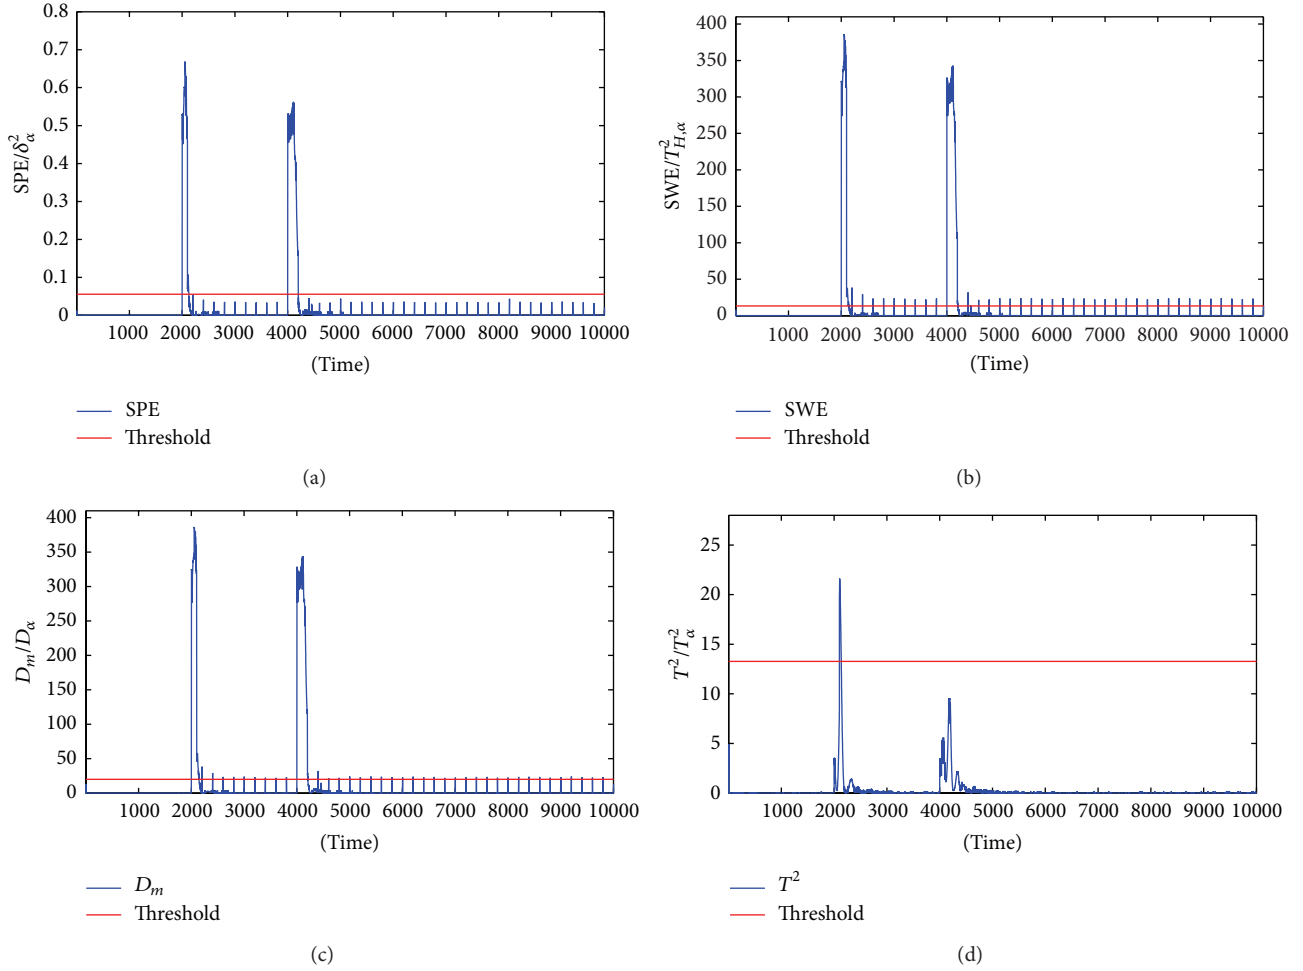 0.8
0.7
0.6
0.5
0.4
0.3
0.2
0.1
0
SPE/δ²α
1000 2000 3000 4000 5000 6000 7000 8000 9000 10000
(Time)
SPE
Threshold
(a)
400
350
300
250
200
150
100
50
0
SWE/T²H,α
1000 2000 3000 4000 5000 6000 7000 8000 9000 10000
(Time)
SWE
Threshold
(b)
400
350
300
250
200
150
100
50
0
Dm/Dα
1000 2000 3000 4000 5000 6000 7000 8000 9000 10000
(Time)
Dm
Threshold
(c)
25
20
15
10
5
0
T²/T²α
1000 2000 3000 4000 5000 6000 7000 8000 9000 10000
(Time)
T²
Threshold
(d)